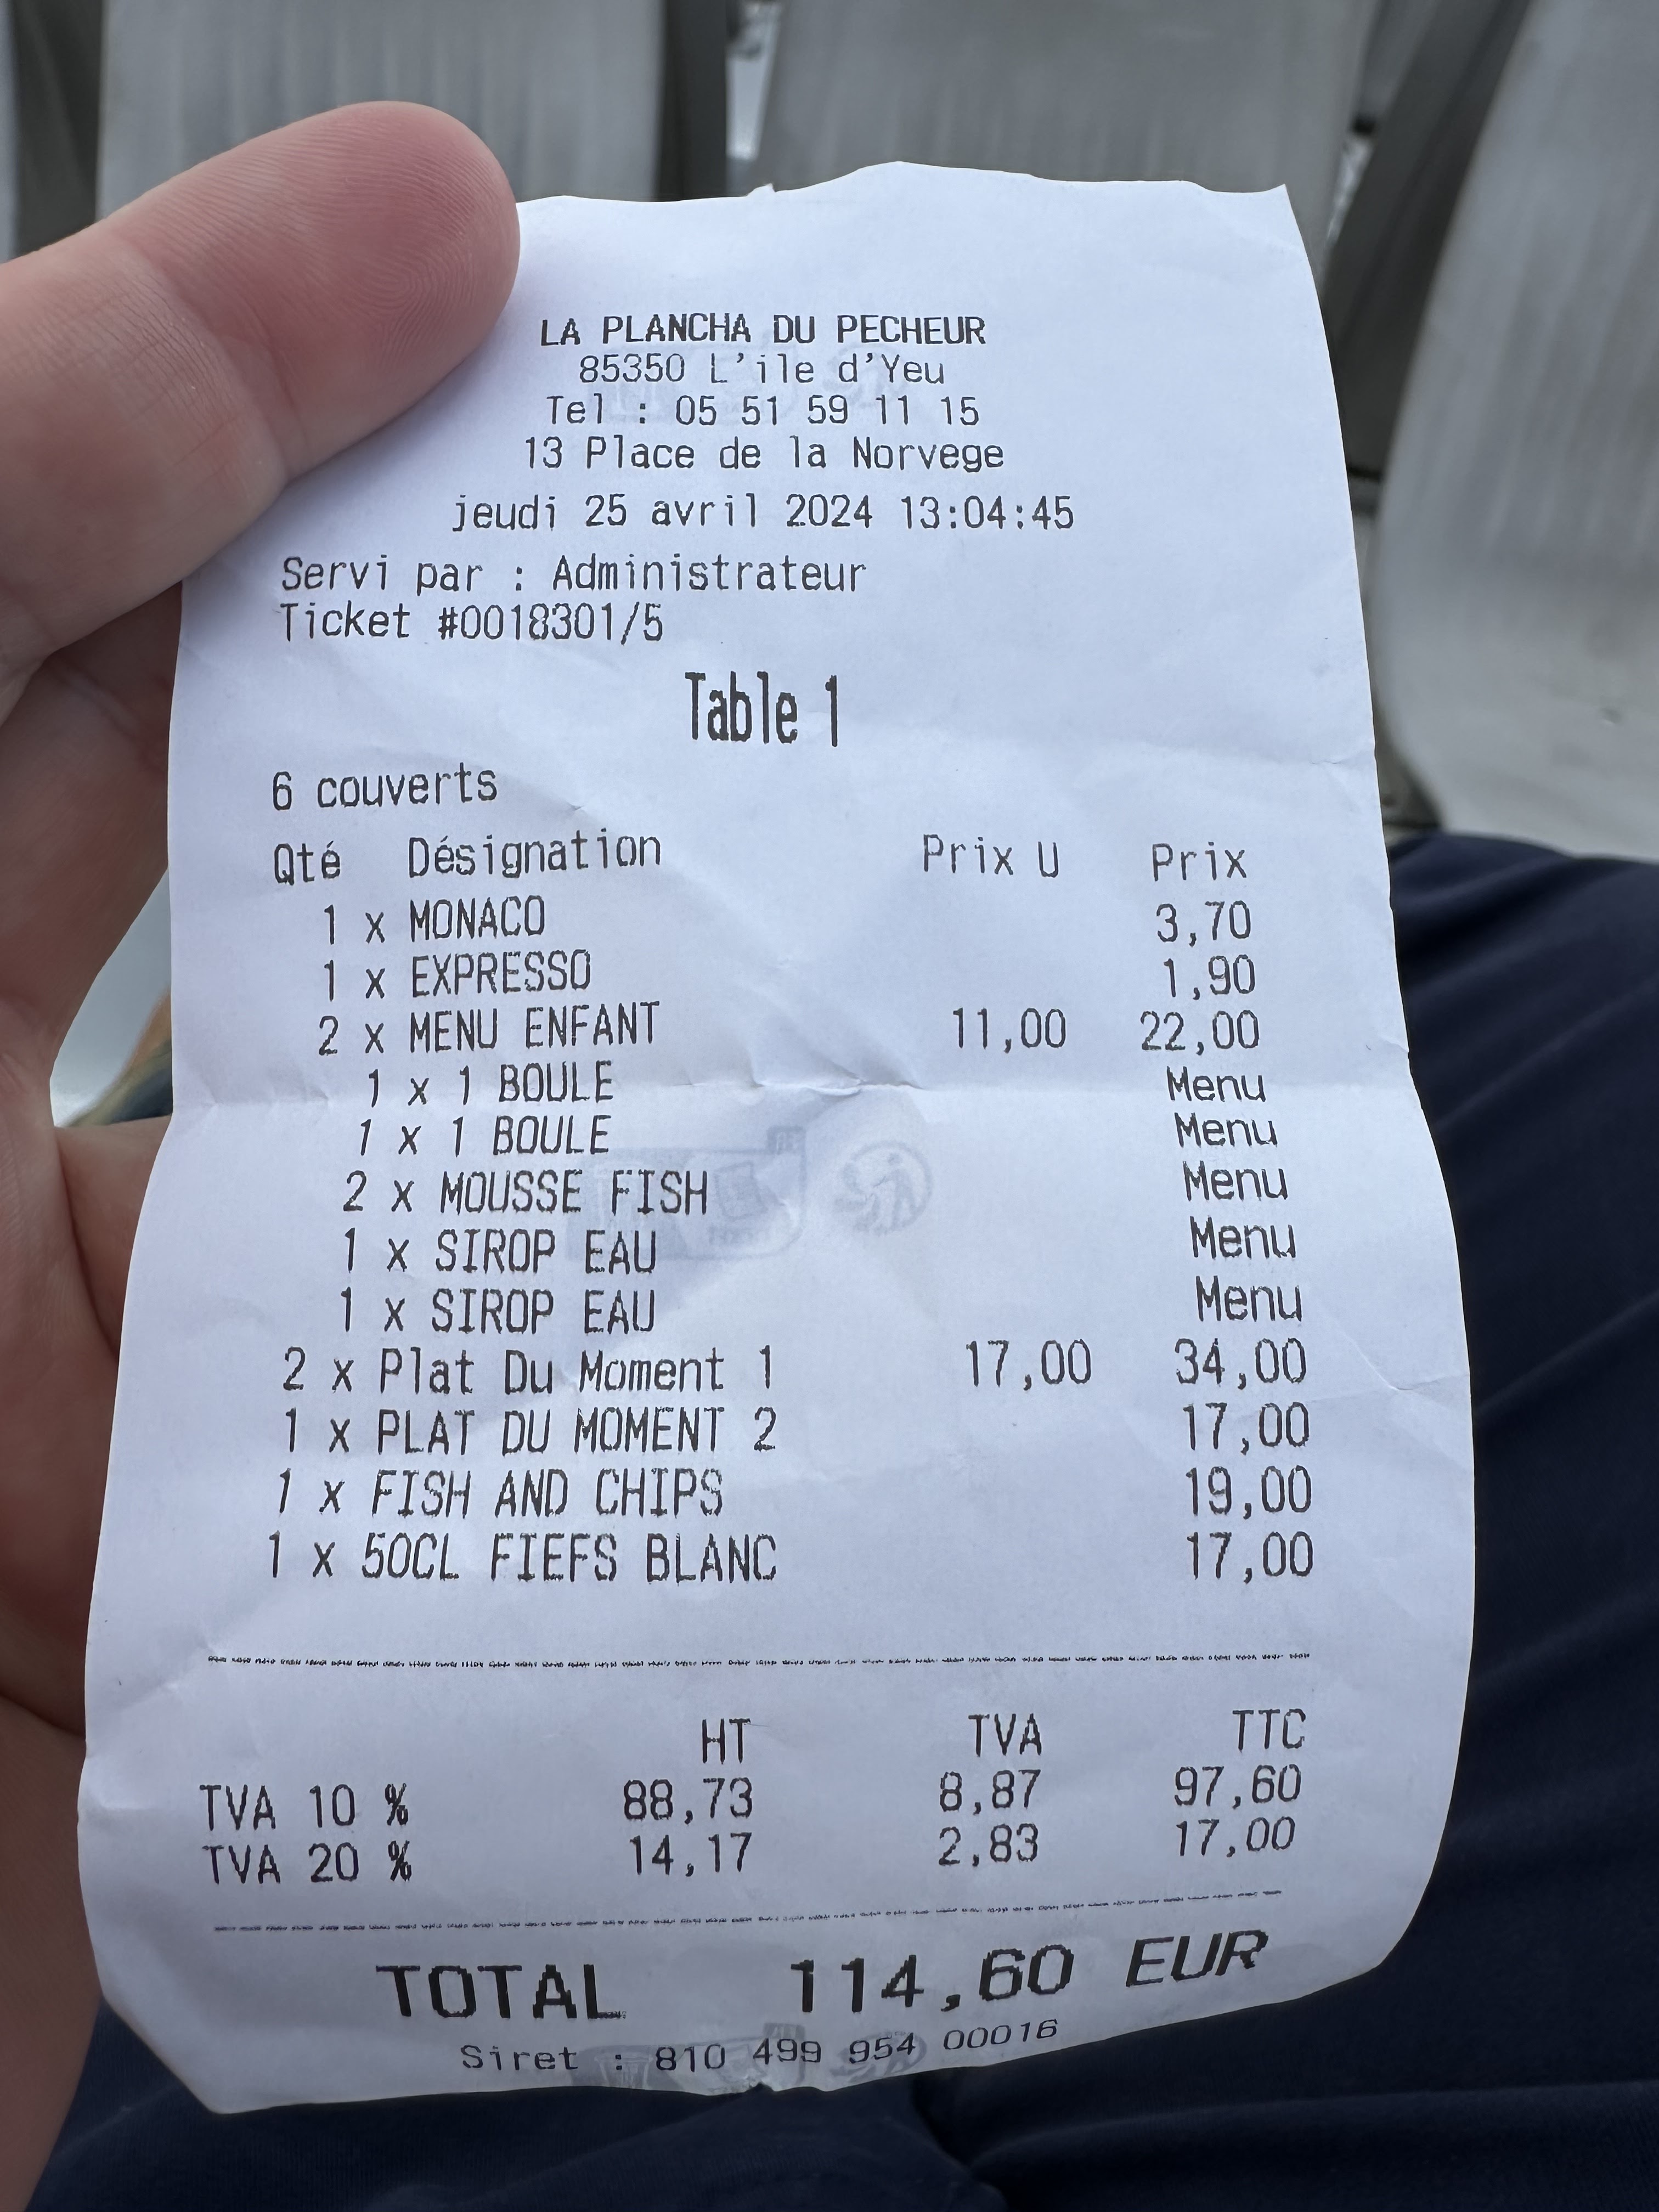 LA PLANCHA DU PECHEUR
85350 L'ile d'Yeu
Tel : 05 51 59 11 15
13 Place de la Norvege
jeudi 25 avril 2024 13:04:45
Servi par : Administrateur
Ticket #0018301/5
Table 1
6 couverts
Qté Désignation Prix U Prix
1 x MONACO 3,70
1 x EXPRESSO 1,90
2 x MENU ENFANT 11,00 22,00
1 x 1 BOULE Menu
1 x 1 BOULE Menu
2 x MOUSSE FISH Menu
1 x SIROP EAU Menu
1 x SIROP EAU Menu
2 x Plat Du Moment 1 17,00 34,00
1 x PLAT DU MOMENT 2 17,00
1 x FISH AND CHIPS 19,00
1 x 50CL FIEFS BLANC 17,00
HT TVA TTC
TVA 10 % 88,73 8,87 97,60
TVA 20 % 14,17 2,83 17,00
TOTAL 114,60 EUR
Siret : 810 499 954 00016